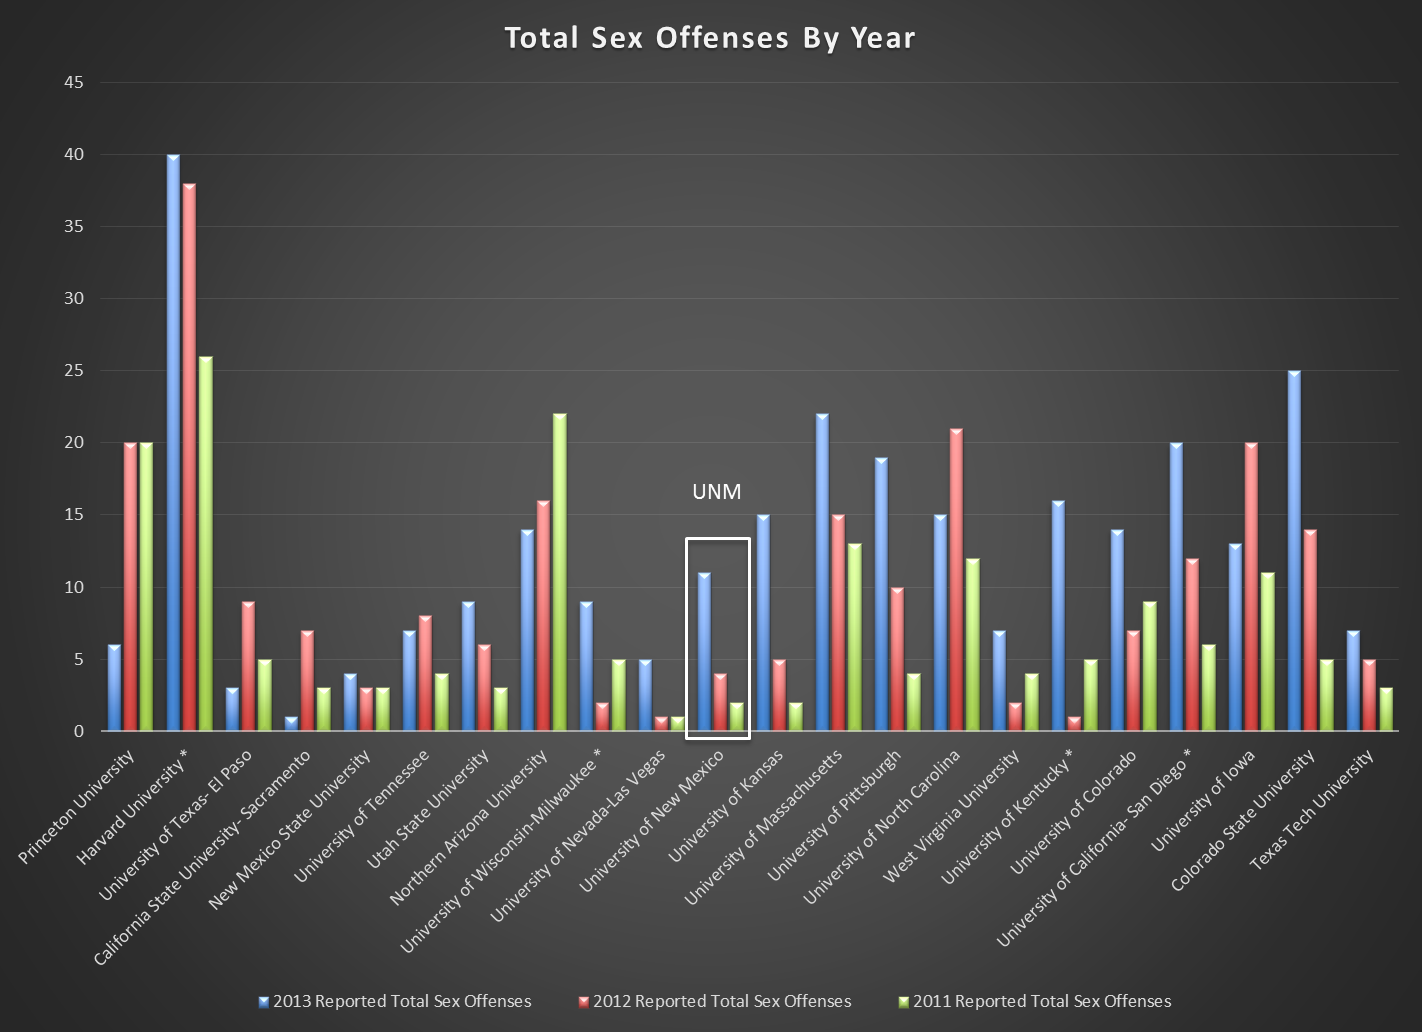 Total Sex Offenses By Year
45
40
35
30
25
20
15
10
5
0
UNM
Princeton University
Harvard University*
University of Texas- El Paso
California State University- Sacramento
New Mexico State University
University of Tennessee
Utah State University
Northern Arizona University
University of Wisconsin-Milwaukee *
University of Nevada-Las Vegas
University of New Mexico
University of Kansas
University of Massachusetts
University of Pittsburgh
University of North Carolina
West Virginia University
University of Kentucky *
University of Colorado
University of California- San Diego *
University of Iowa
Colorado State University
Texas Tech University
2013 Reported Total Sex Offenses
2012 Reported Total Sex Offenses
2011 Reported Total Sex Offenses